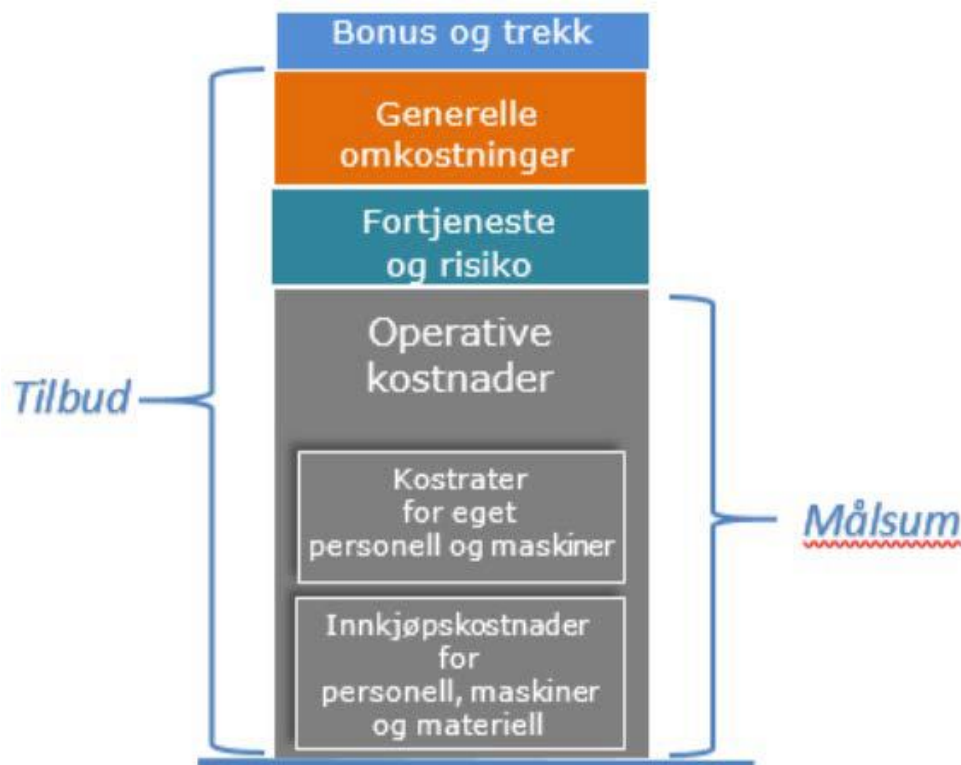 Bonus og trekk
Generelle
omkostninger
Fortjeneste
og risiko
Operative
kostnader
Tilbud
Kostrater
for eget
personell og maskiner
Målsum
Innkjøpskostnader
for
personell, maskiner
og materiell